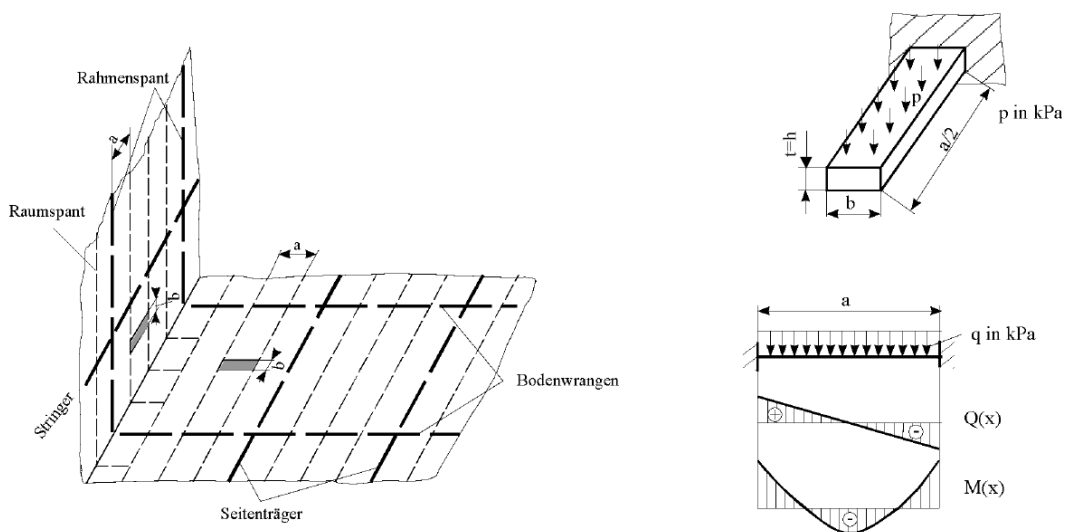 Rahmenspant
a
Raumspant
b
a
b
Stringer
Bodenwrangen
Seitenträger
p
p in kPa
t=h
a/2
b
a
q in kPa
+
-
Q(x)
-
M(x)